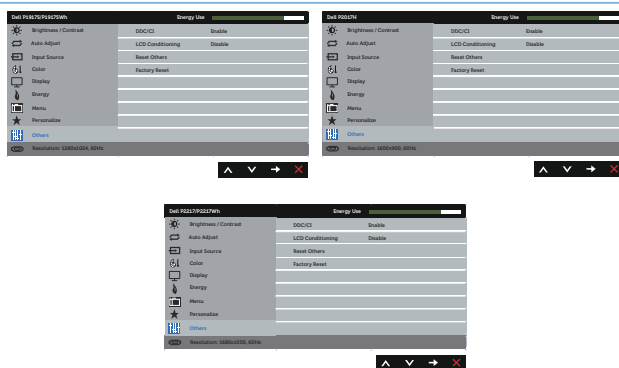 Dell P1917S/P1917SWh Energy Use
Brightness / Contrast DDC/CI Enable
Auto Adjust LCD Conditioning Disable
Input Source Reset Others
Color Factory Reset
Display
Energy
Menu
Personalize
Others
Resolution: 1280x1024, 60Hz
Dell P2017H Energy Use
Brightness / Contrast DDC/CI Enable
Auto Adjust LCD Conditioning Disable
Input Source Reset Others
Color Factory Reset
Display
Energy
Menu
Personalize
Others
Resolution: 1600x900, 60Hz
Dell P2217/P2217Wh Energy Use
Brightness / Contrast DDC/CI Enable
Auto Adjust LCD Conditioning Disable
Input Source Reset Others
Color Factory Reset
Display
Energy
Menu
Personalize
Others
Resolution: 1680x1050, 60Hz